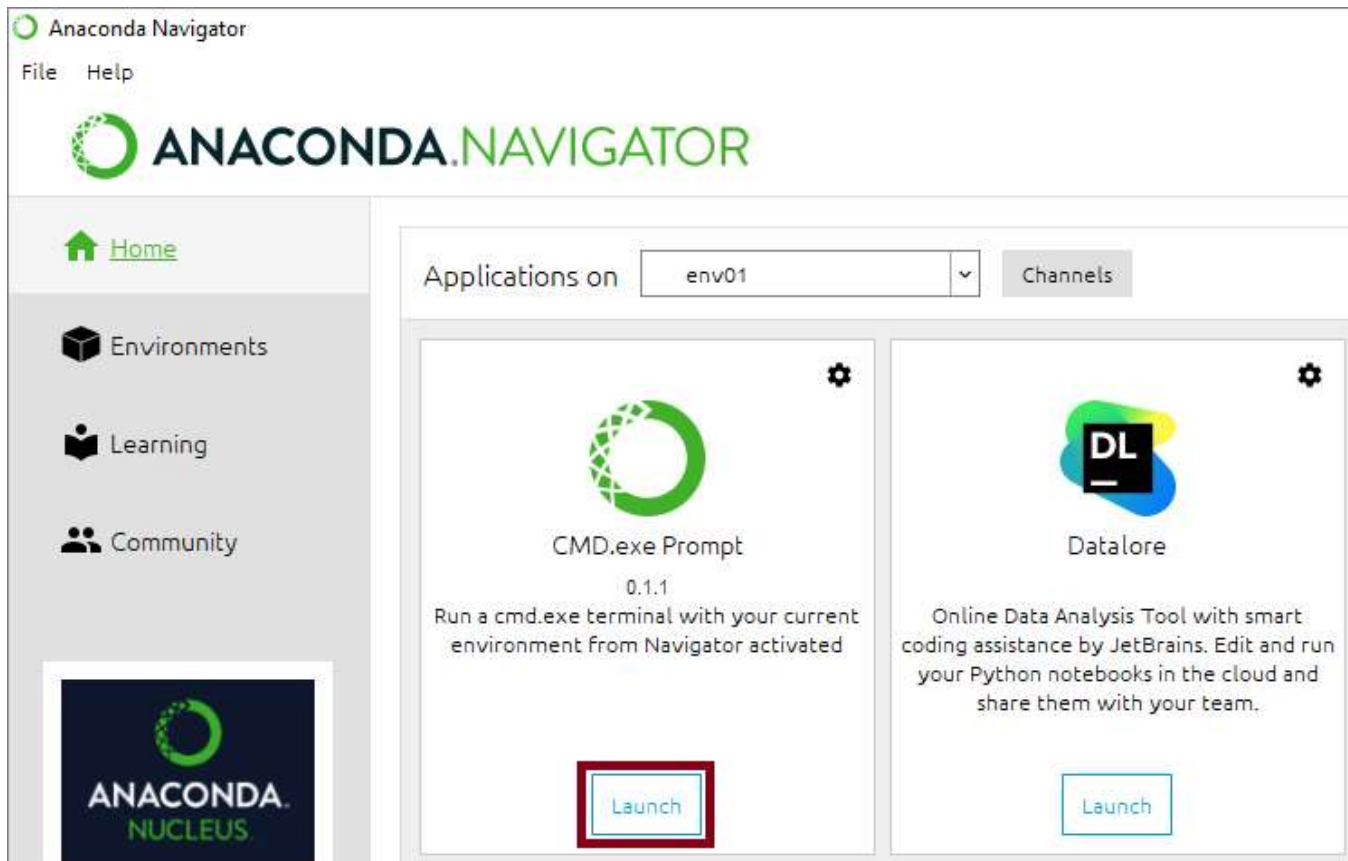 Anaconda Navigator
File Help
ANACONDA.NAVIGATOR
Home
Applications on env01 Channels
Environments
Learning
Community
CMD.exe Prompt
0.1.1
Run a cmd.exe terminal with your current
environment from Navigator activated
Launch
DL
Datalore
Online Data Analysis Tool with smart
coding assistance by JetBrains. Edit and run
your Python notebooks in the cloud and
share them with your team.
Launch
ANACONDA.
NUCLEUS